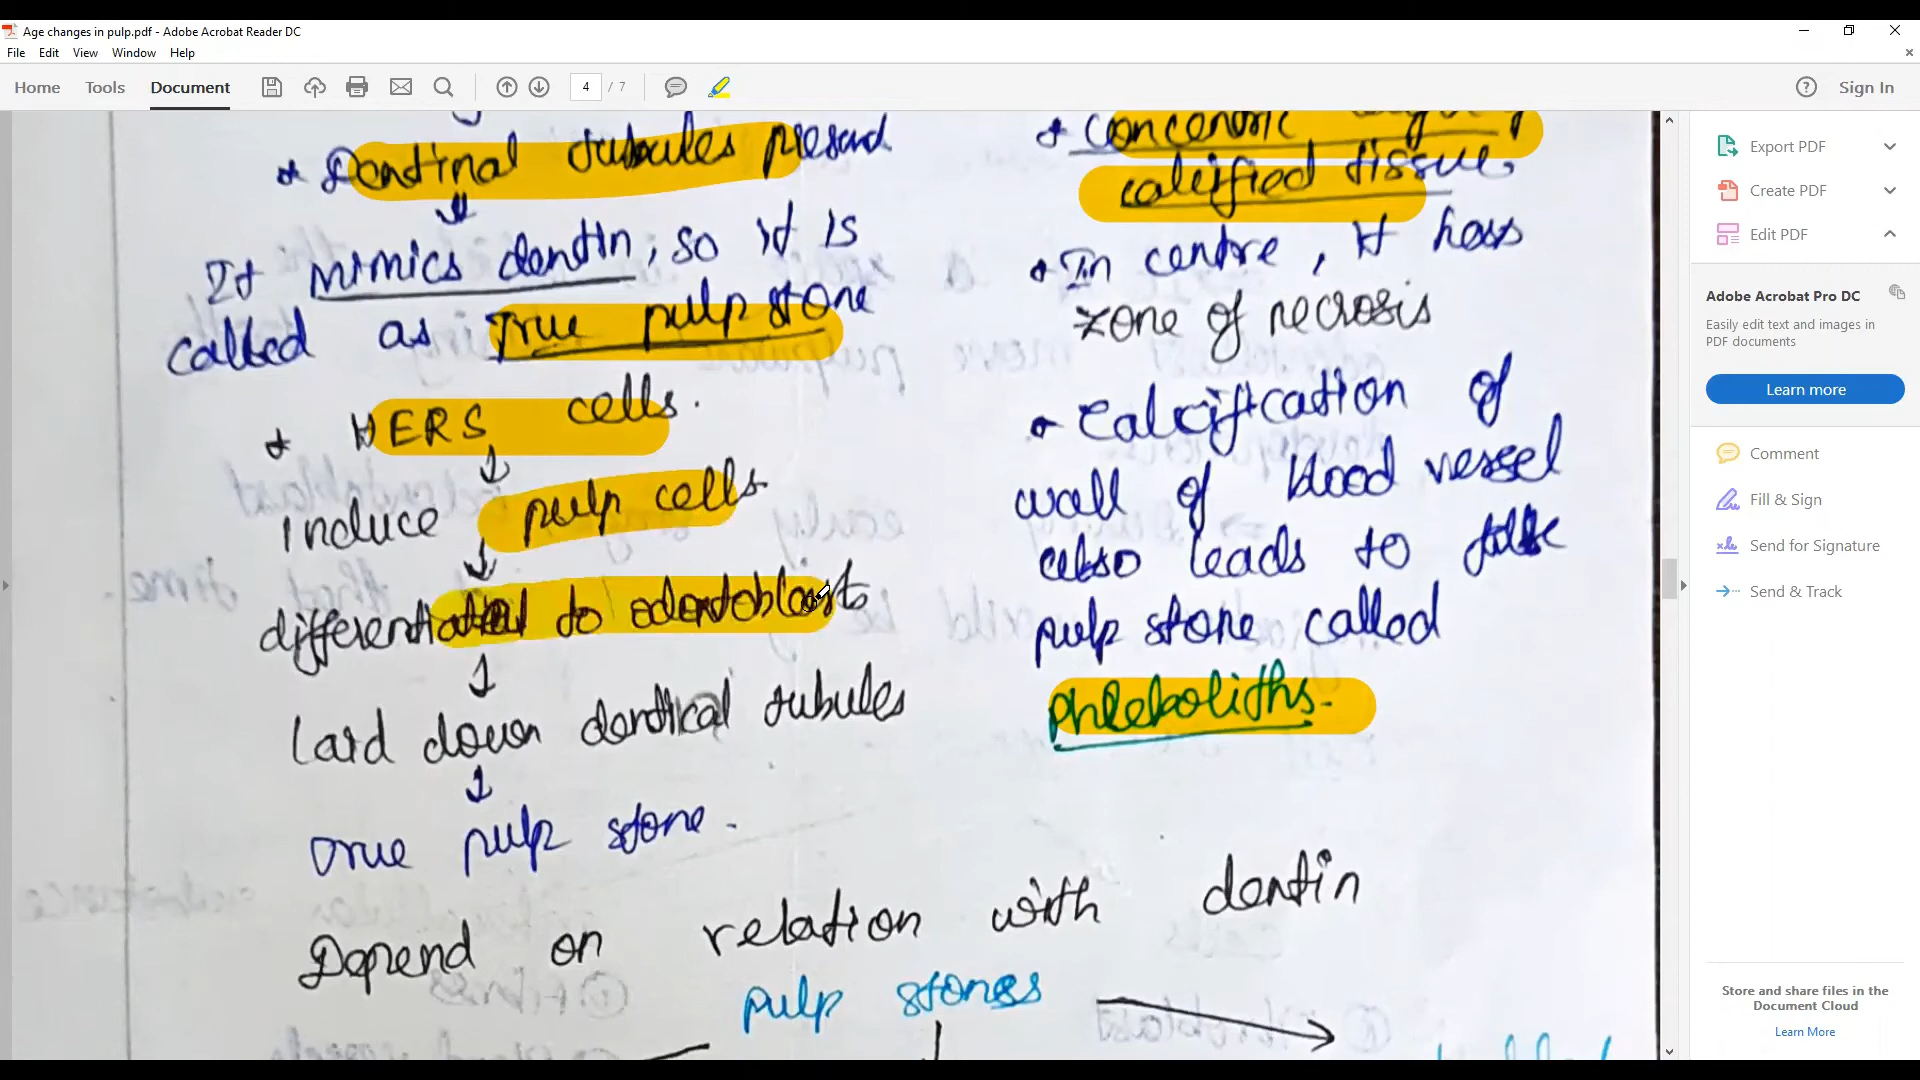 Age changes in pulp.pdf - Adobe Acrobat Reader DC
File Edit View Window Help
Home Tools Document 4 / 7 Sign In
Dentinal tubules present
It mimics dentin, so it is
called as True pulp stone
HERS cells.
induce pulp cells
differentiated to odontoblasts
Laid down dentical tubules
True pulp stone.
concentric
calcified tissue.
In centre, it has
zone of necrosis
Calcification of
wall of blood vessel
also leads to false
pulp stone called
phleboliths.
Depend on relation with dentin
pulp stones
Export PDF
Create PDF
Edit PDF
Adobe Acrobat Pro DC
Easily edit text and images in
PDF documents
Learn more
Comment
Fill & Sign
Send for Signature
Send & Track
Store and share files in the
Document Cloud
Learn More